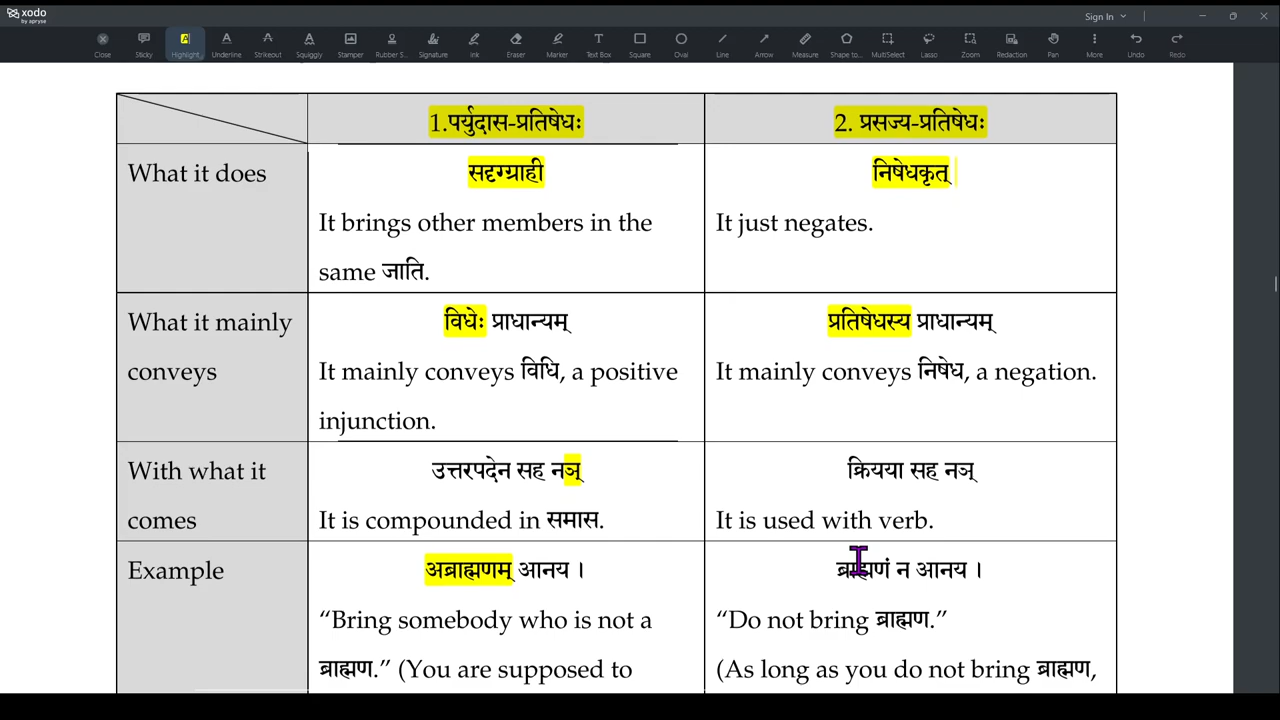 xodo
by apryse
Sign In
Close Sticky Highlight Underline Strikeout Squiggly Stamper Rubber S... Signature Ink Eraser Marker Text Box Square Oval Line Arrow Measure Shape to... MultiSelect Lasso Zoom Redaction Pan More Undo Redo
1.पर्युदास-प्रतिषेधः
2. प्रसज्य-प्रतिषेधः
What it does
सदृग्ग्राही
It brings other members in the
same जाति.
निषेधकृत्
It just negates.
What it mainly
conveys
विधेः प्राधान्यम्
It mainly conveys विधि, a positive
injunction.
प्रतिषेधस्य प्राधान्यम्
It mainly conveys निषेध, a negation.
With what it
comes
उत्तरपदेन सह नञ्
It is compounded in समास.
क्रियया सह नञ्
It is used with verb.
Example
अब्राह्मणम् आनय ।
“Bring somebody who is not a
ब्राह्मण.” (You are supposed to
ब्राह्मणं न आनय ।
“Do not bring ब्राह्मण.”
(As long as you do not bring ब्राह्मण,